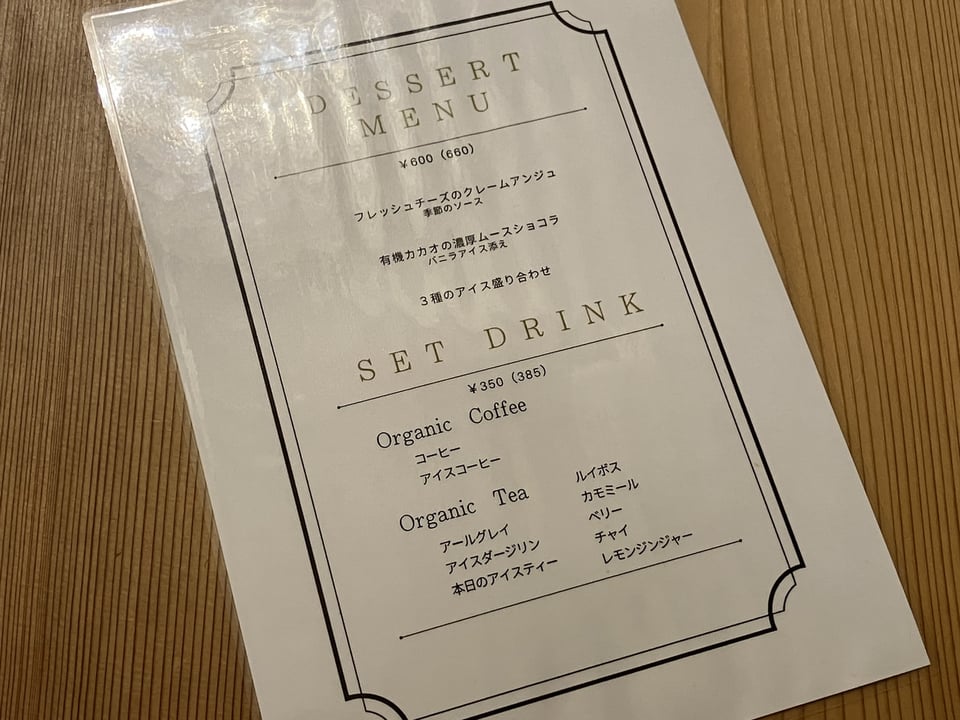 DESSERT
MENU
¥600（660）
フレッシュチーズのクレームアンジュ
季節のソース
有機カカオの濃厚ムースショコラ
バニラアイス添え
３種のアイス盛り合わせ
SET DRINK
¥350（385）
Organic Coffee
コーヒー
アイスコーヒー
Organic Tea
アールグレイ
アイスダージリン
本日のアイスティー
ルイボス
カモミール
ベリー
チャイ
レモンジンジャー